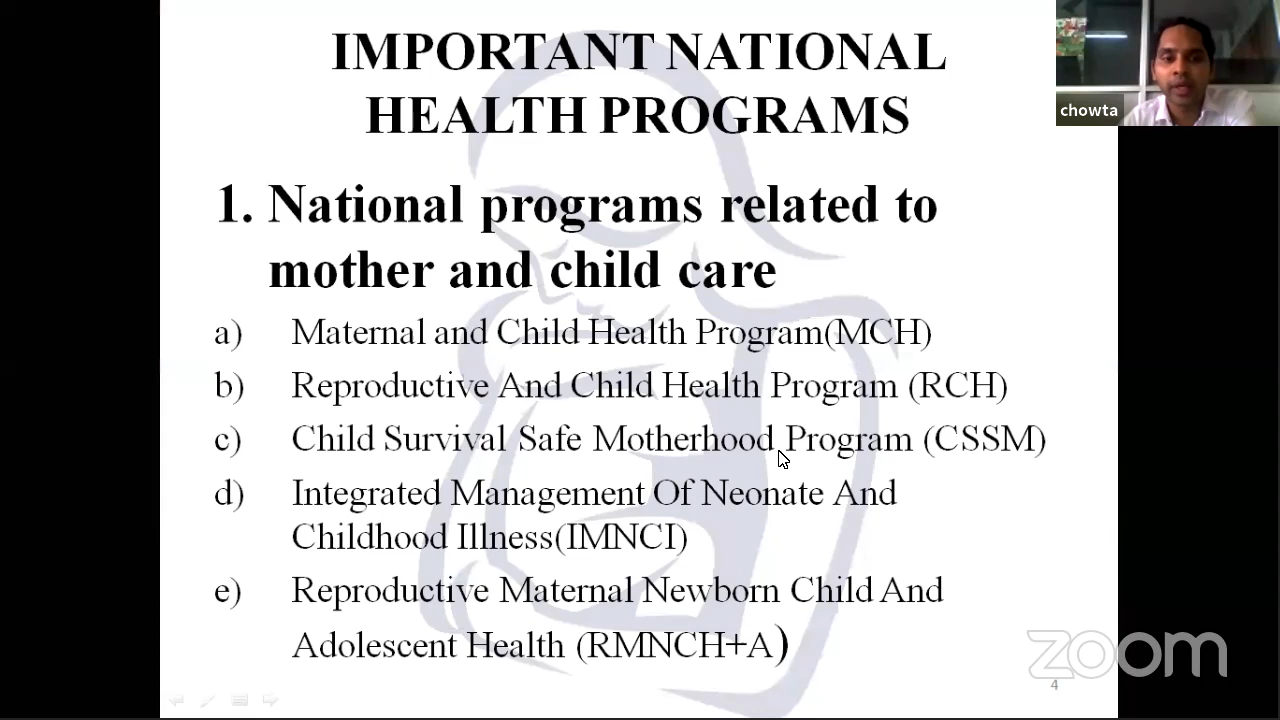 IMPORTANT NATIONAL
HEALTH PROGRAMS
1. National programs related to
mother and child care
a) Maternal and Child Health Program(MCH)
b) Reproductive And Child Health Program (RCH)
c) Child Survival Safe Motherhood Program (CSSM)
d) Integrated Management Of Neonate And
Childhood Illness(IMNCI)
e) Reproductive Maternal Newborn Child And
Adolescent Health (RMNCH+A)
chowta
zoom
4